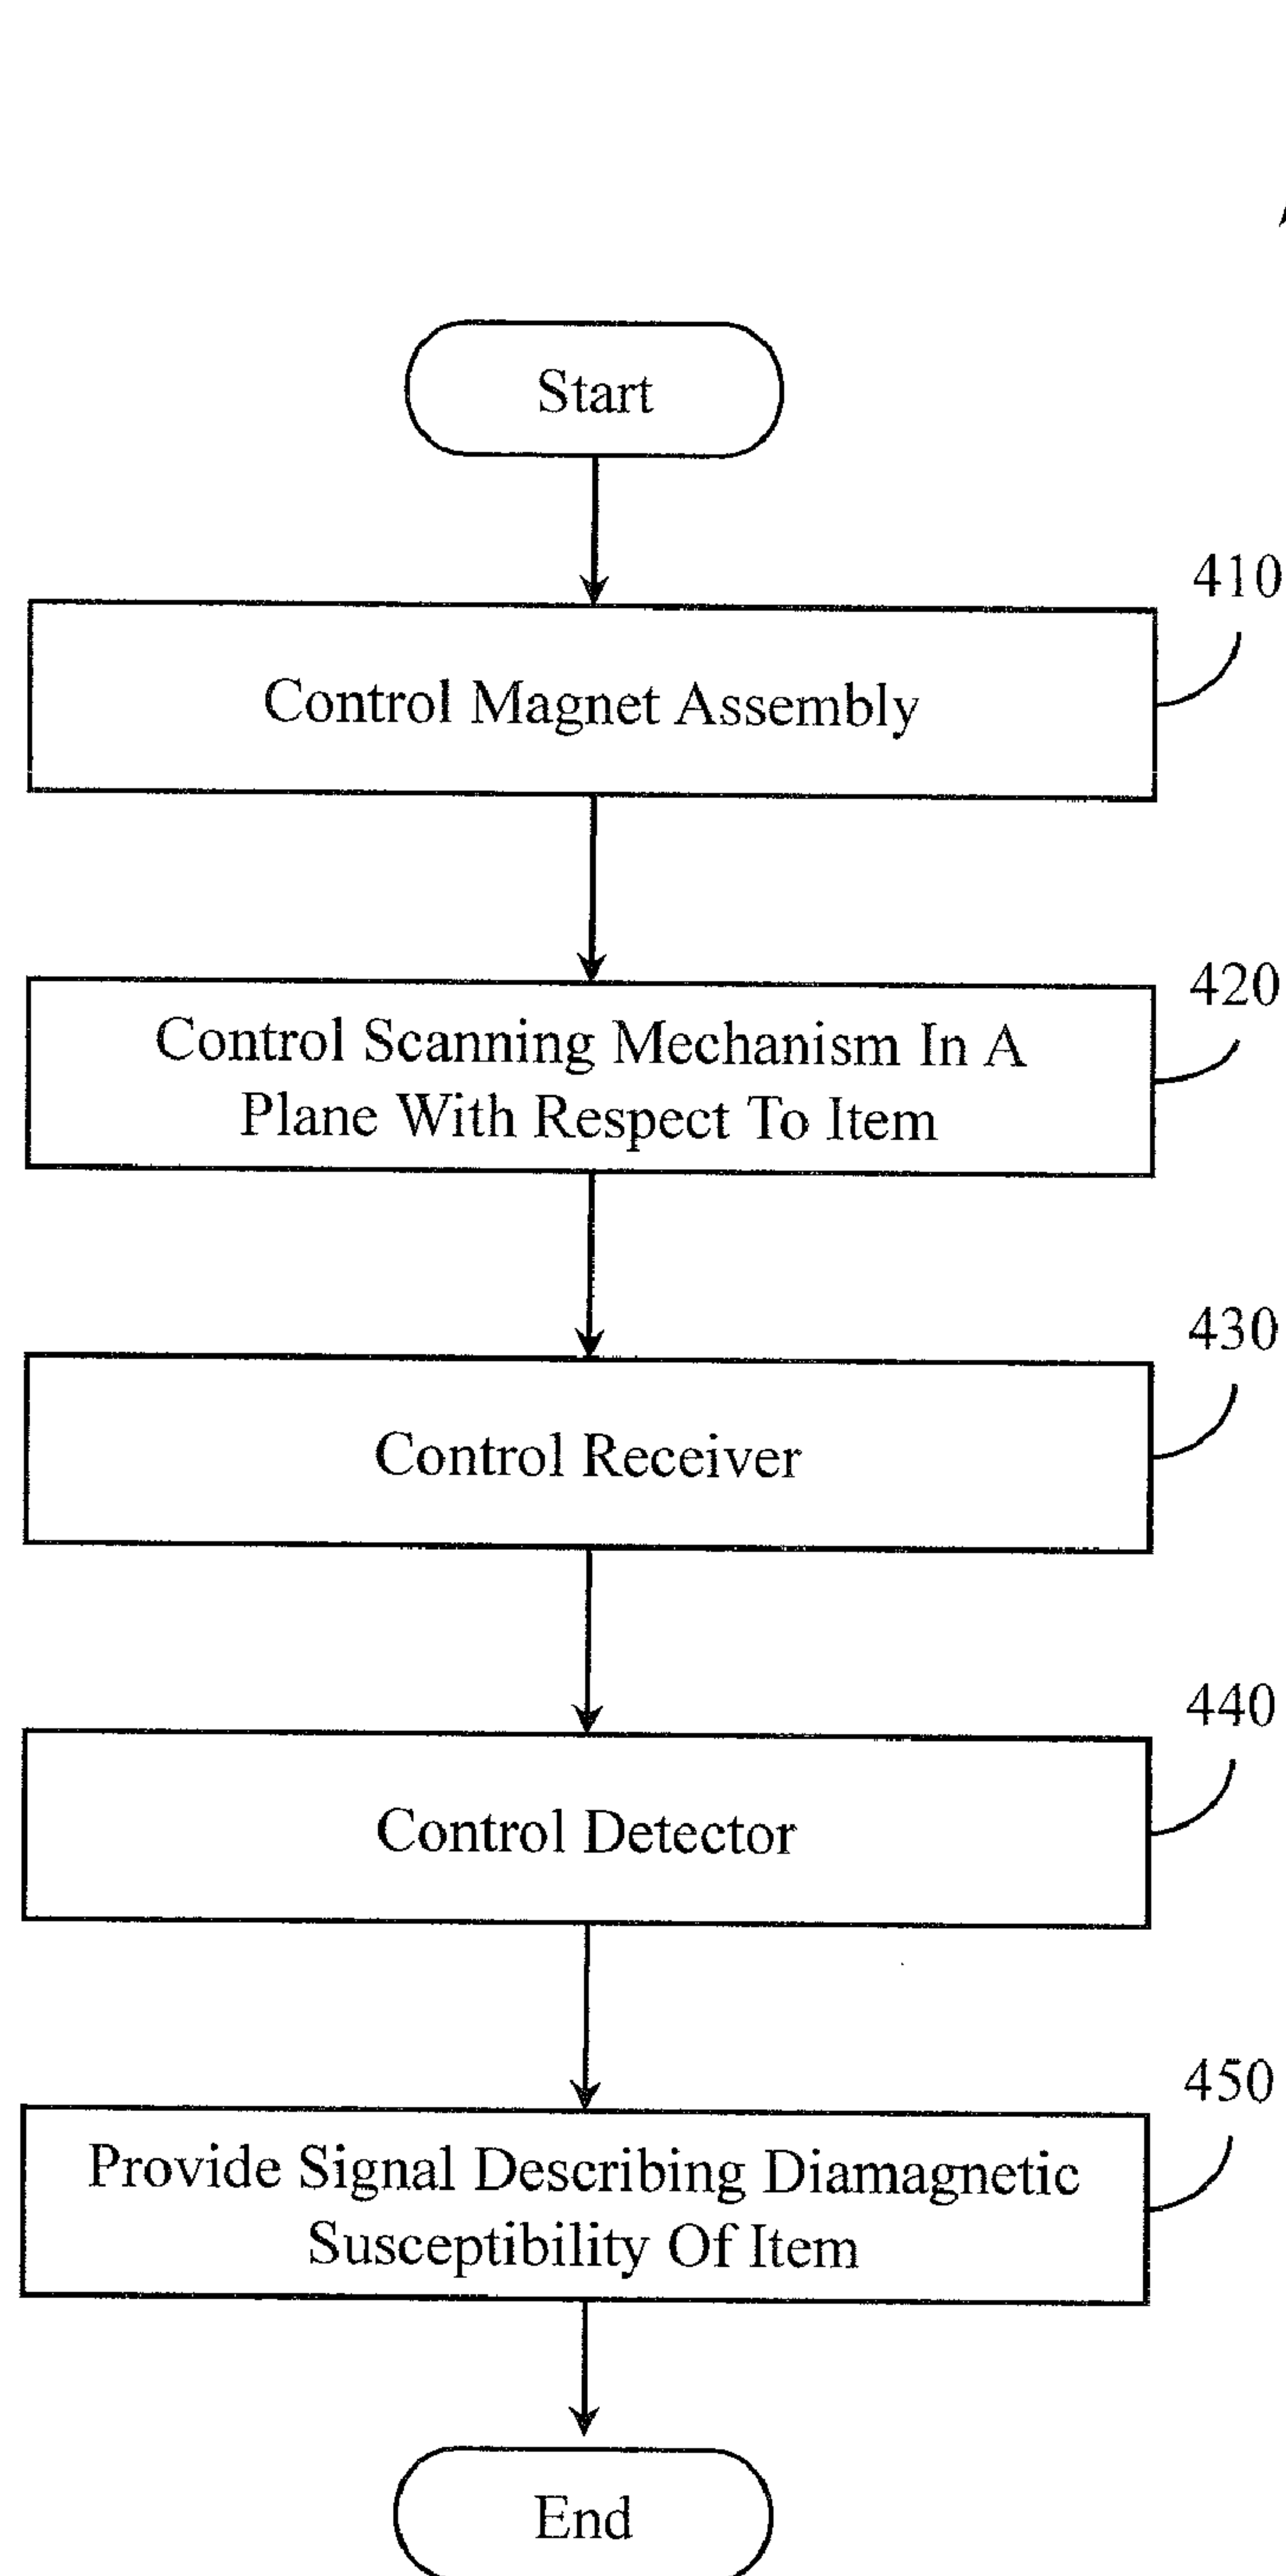 Start
410
Control Magnet Assembly
420
Control Scanning Mechanism In A
Plane With Respect To Item
430
Control Receiver
440
Control Detector
450
Provide Signal Describing Diamagnetic
Susceptibility Of Item
End